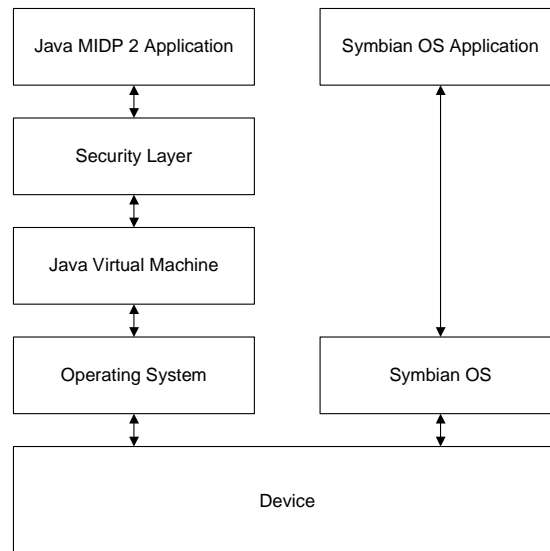 Java MIDP 2 Application
Symbian OS Application
Security Layer
Java Virtual Machine
Operating System
Symbian OS
Device